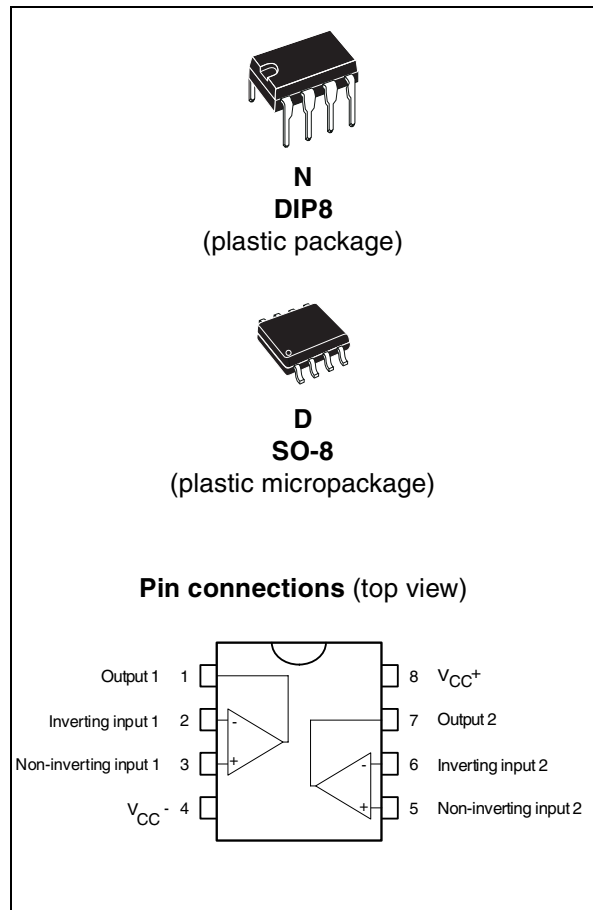 N
DIP8
(plastic package)
D
SO-8
(plastic micropackage)
Pin connections (top view)
Output 1 1
8 VCC+
Inverting input 1 2
7 Output 2
Non-inverting input 1 3
6 Inverting input 2
VCC- 4
5 Non-inverting input 2
-
+
-
+